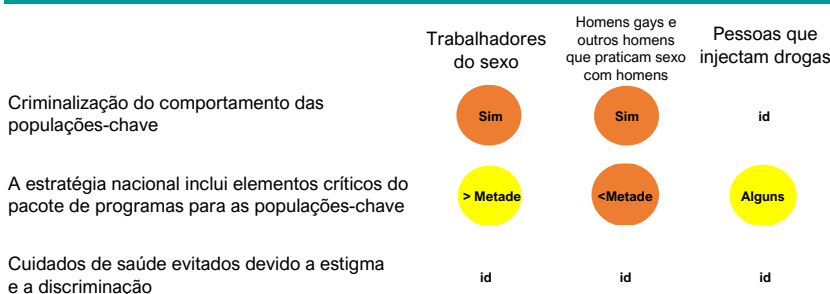 Trabalhadores
do sexo
Homens gays e
outros homens
que praticam sexo
com homens
Pessoas que
injectam drogas
Criminalização do comportamento das
populações-chave
Sim
Sim
id
A estratégia nacional inclui elementos críticos do
pacote de programas para as populações-chave
> Metade
<Metade
Alguns
Cuidados de saúde evitados devido a estigma
e a discriminação
id
id
id